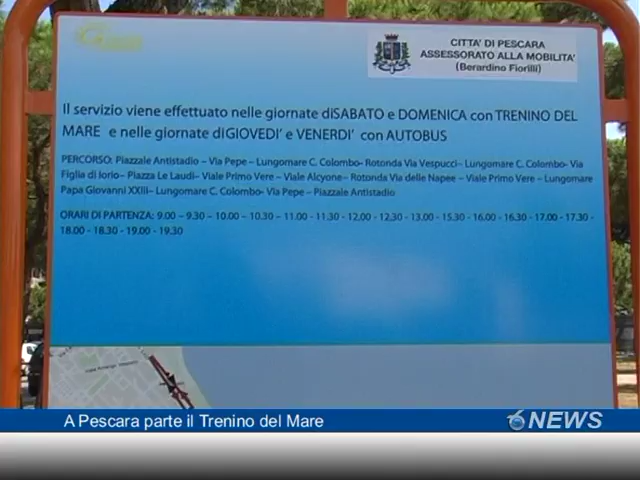 CITTA' DI PESCARA
ASSESSORATO ALLA MOBILITA'
(Berardino Fiorilli)
Il servizio viene effettuato nelle giornate diSABATO e DOMENICA con TRENINO DEL
MARE e nelle giornate di GIOVEDI' e VENERDI' con AUTOBUS
PERCORSO: Piazzale Antistadio – Via Pepe – Lungomare C. Colombo- Rotonda Via Vespucci– Lungomare C. Colombo- Via
Figlia di Iorio– Piazza Le Laudi– Viale Primo Vere – Viale Alcyone– Rotonda Via delle Napee – Viale Primo Vere – Lungomare
Papa Giovanni XXIII– Lungomare C. Colombo- Via Pepe – Piazzale Antistadio
ORARI DI PARTENZA: 9.00 – 9.30 – 10.00 – 10.30 – 11.00 - 11.30 - 12.00 - 12.30 - 13.00 - 15.30 - 16.00 - 16.30 - 17.00 - 17.30 -
18.00 - 18.30 - 19.00 - 19.30
A Pescara parte il Trenino del Mare
6 NEWS